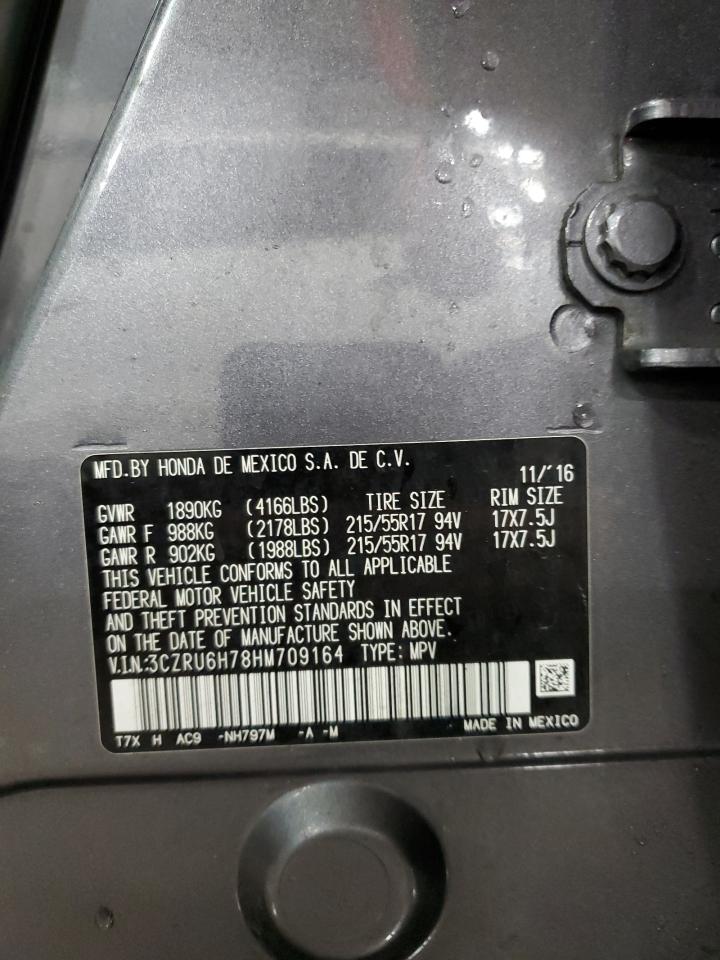 MFD.BY HONDA DE MEXICO S.A. DE C.V.
11/'16
GVWR 1890KG (4166LBS) TIRE SIZE RIM SIZE
GAWR F 988KG (2178LBS) 215/55R17 94V 17X7.5J
GAWR R 902KG (1988LBS) 215/55R17 94V 17X7.5J
THIS VEHICLE CONFORMS TO ALL APPLICABLE
FEDERAL MOTOR VEHICLE SAFETY
AND THEFT PREVENTION STANDARDS IN EFFECT
ON THE DATE OF MANUFACTURE SHOWN ABOVE.
V.I.N.:3CZRU6H78HM709164 TYPE: MPV
T7X H AC9 -NH797M -A -M MADE IN MEXICO